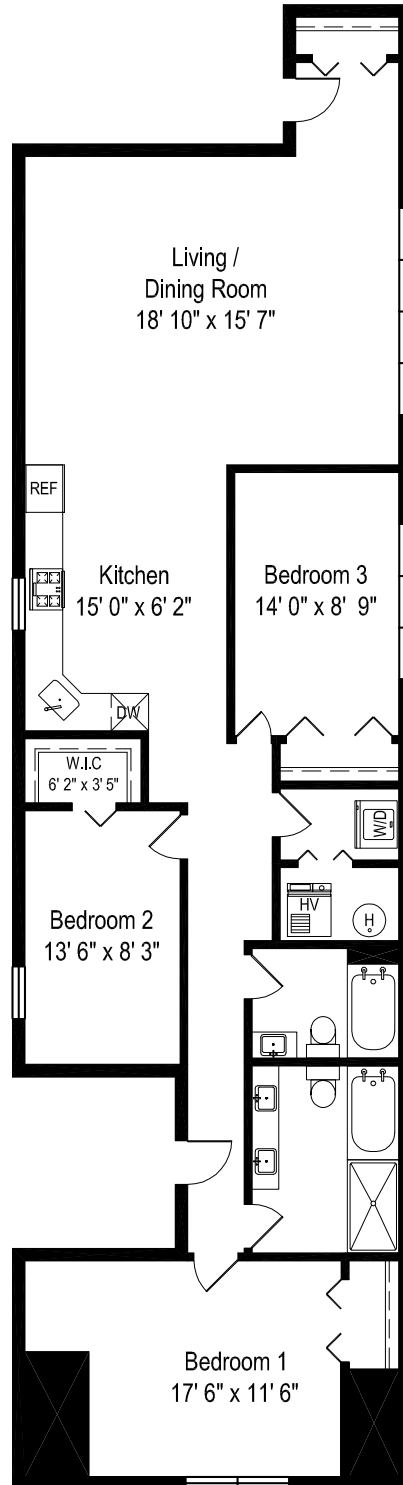 Living /
Dining Room
18' 10" x 15' 7"
REF
Kitchen
15' 0" x 6' 2"
Bedroom 3
14' 0" x 8' 9"
DW
W.I.C
6' 2" x 3' 5"
W/D
HV
H
Bedroom 2
13' 6" x 8' 3"
Bedroom 1
17' 6" x 11' 6"